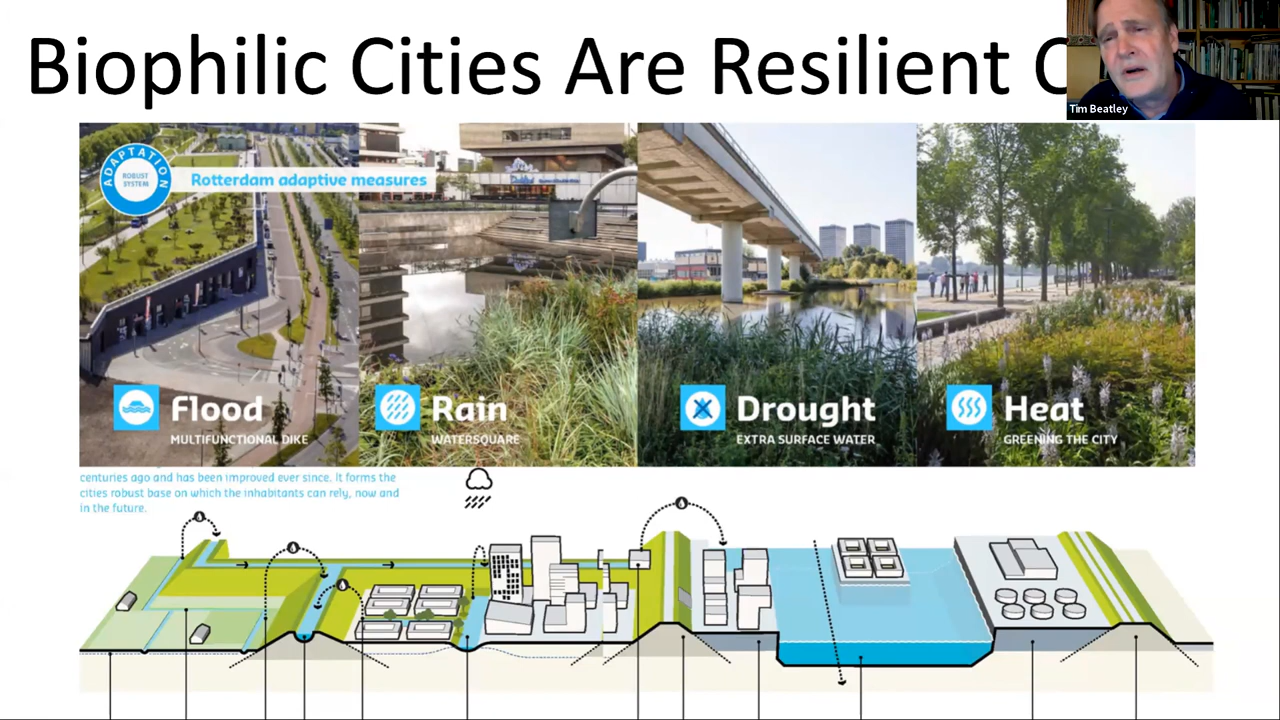 Biophilic Cities Are Resilient C
Tim Beatley
ADAPTATION
ROBUST
SYSTEM
Rotterdam adaptive measures
Flood
MULTIFUNCTIONAL DIKE
Rain
WATERSQUARE
Drought
EXTRA SURFACE WATER
Heat
GREENING THE CITY
centuries ago and has been improved ever since. It forms the
cities robust base on which the inhabitants can rely, now and
in the future.